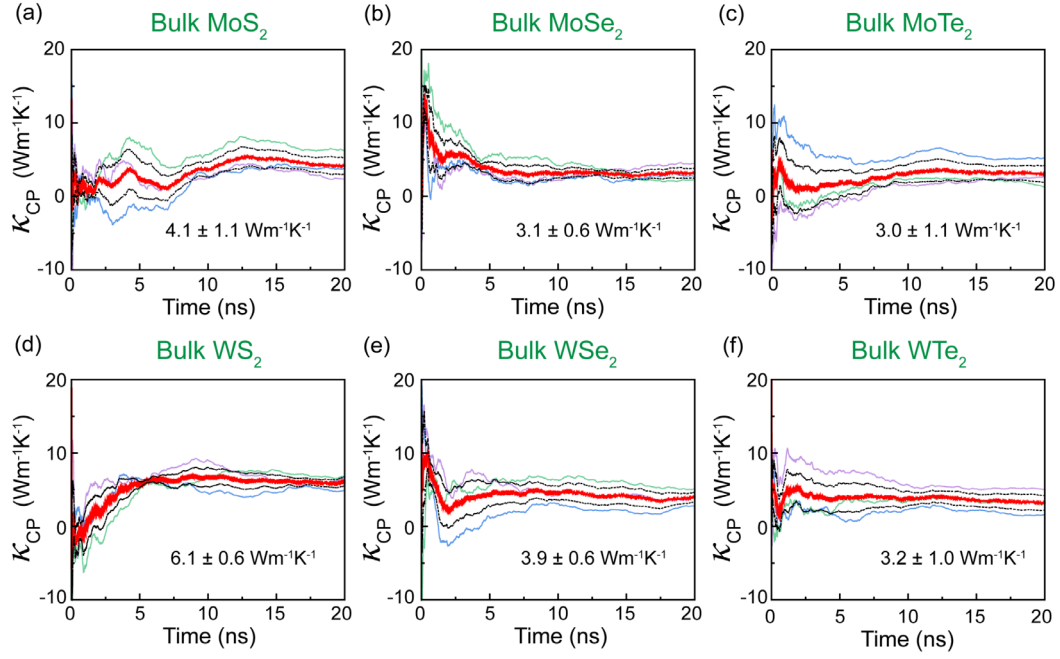 (a) Bulk MoS₂
20
10
0
-10
κCP (Wm⁻¹K⁻¹)
4.1 ± 1.1 Wm⁻¹K⁻¹
0 5 10 15 20
Time (ns)
(b) Bulk MoSe₂
20
10
0
-10
κCP (Wm⁻¹K⁻¹)
3.1 ± 0.6 Wm⁻¹K⁻¹
0 5 10 15 20
Time (ns)
(c) Bulk MoTe₂
20
10
0
-10
κCP (Wm⁻¹K⁻¹)
3.0 ± 1.1 Wm⁻¹K⁻¹
0 5 10 15 20
Time (ns)
(d) Bulk WS₂
20
10
0
-10
κCP (Wm⁻¹K⁻¹)
6.1 ± 0.6 Wm⁻¹K⁻¹
0 5 10 15 20
Time (ns)
(e) Bulk WSe₂
20
10
0
-10
κCP (Wm⁻¹K⁻¹)
3.9 ± 0.6 Wm⁻¹K⁻¹
0 5 10 15 20
Time (ns)
(f) Bulk WTe₂
20
10
0
-10
κCP (Wm⁻¹K⁻¹)
3.2 ± 1.0 Wm⁻¹K⁻¹
0 5 10 15 20
Time (ns)